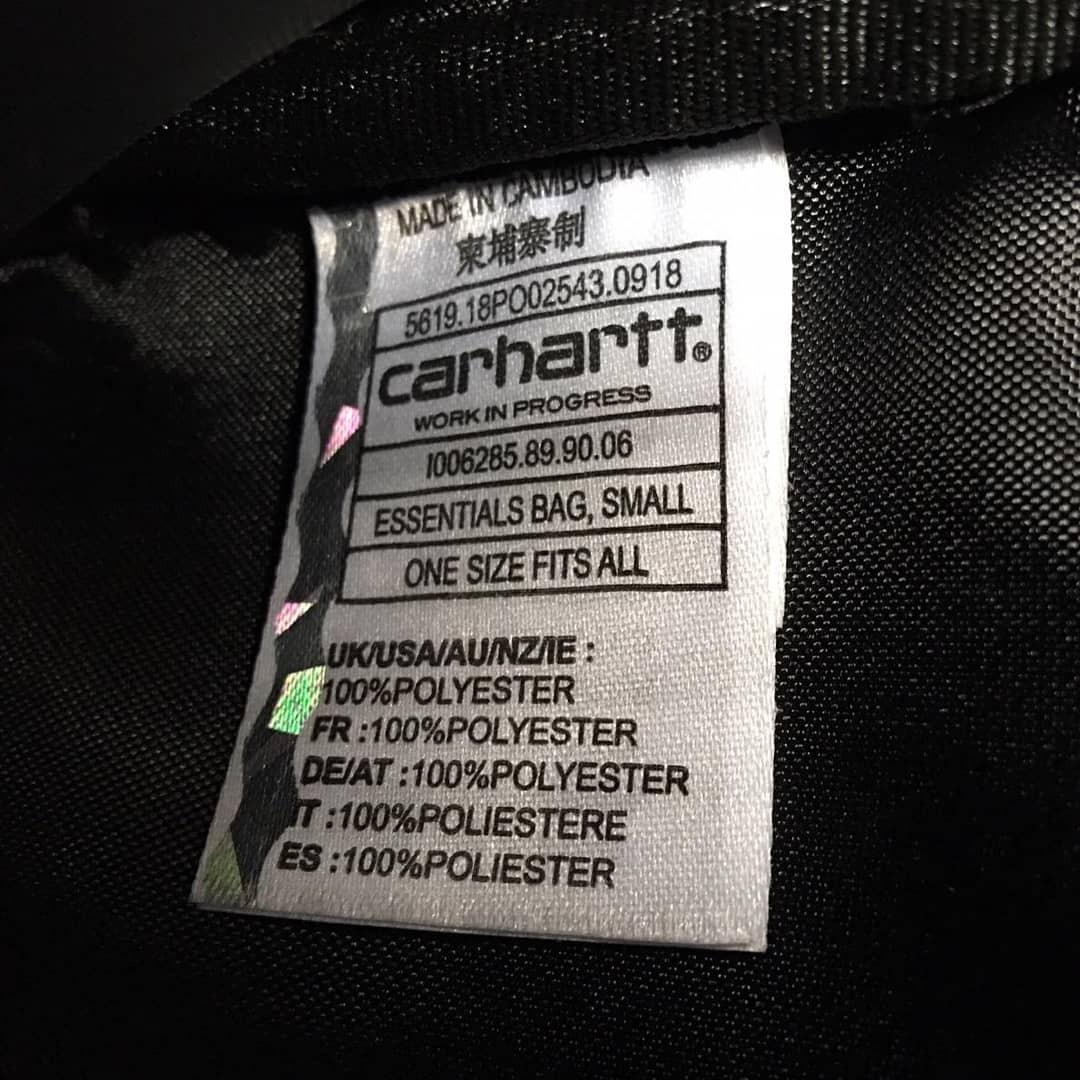 MADE IN CAMBODIA
柬埔寨制
5619.18PO02543.0918
carhartt®
WORK IN PROGRESS
I006285.89.90.06
ESSENTIALS BAG, SMALL
ONE SIZE FITS ALL
UK/USA/AU/NZ/IE :
100%POLYESTER
FR :100%POLYESTER
DE/AT :100%POLYESTER
IT :100%POLIESTERE
ES :100%POLIESTER